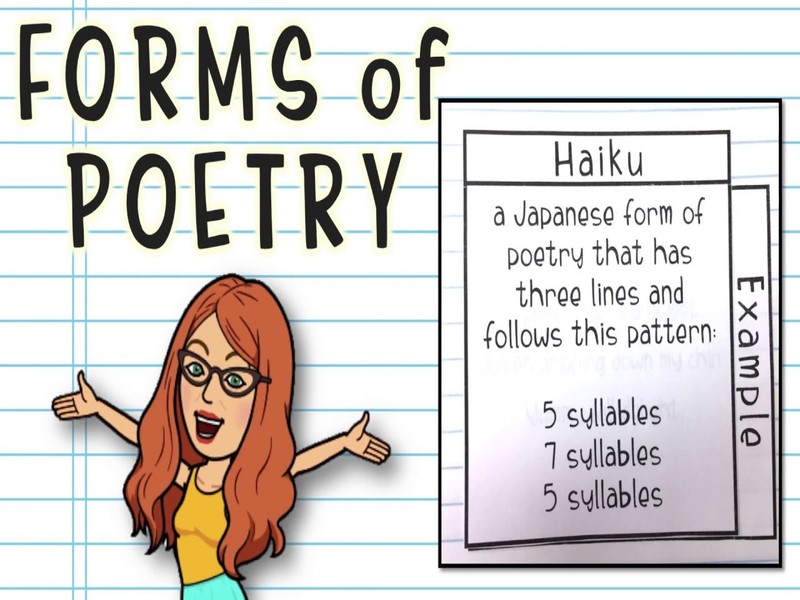 FORMS of
POETRY
Haiku
a Japanese form of
poetry that has
three lines and
follows this pattern:
5 syllables
7 syllables
5 syllables
Example